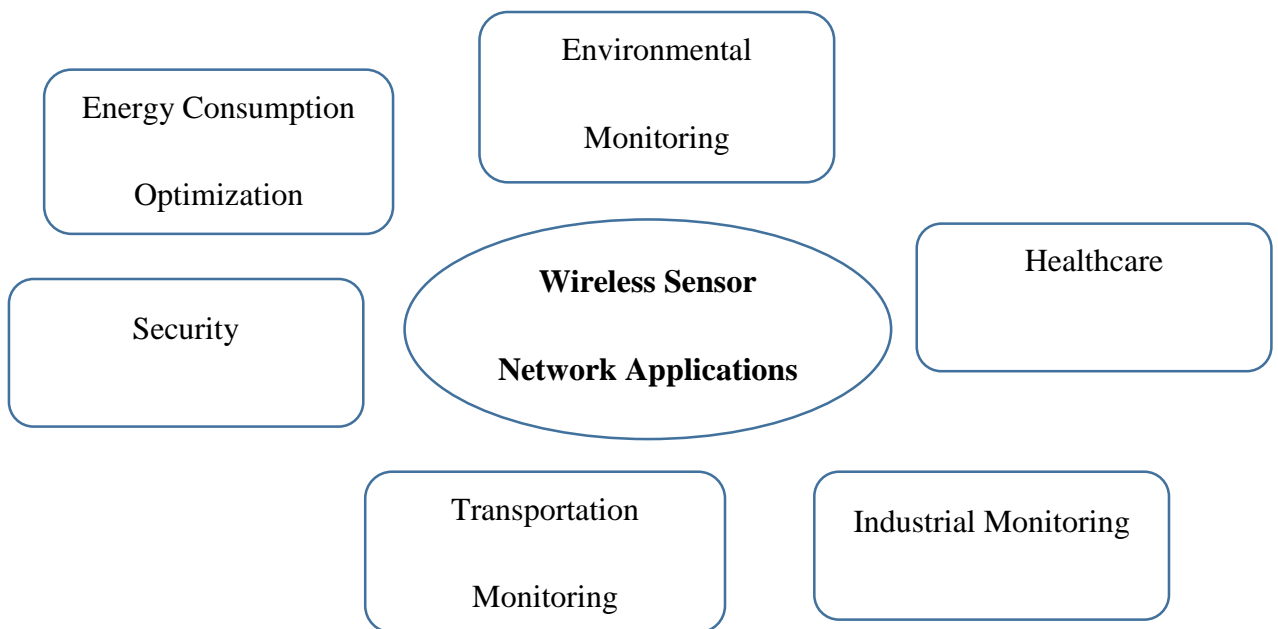 Environmental
Monitoring
Energy Consumption
Optimization
Healthcare
Wireless Sensor
Network Applications
Security
Transportation
Monitoring
Industrial Monitoring